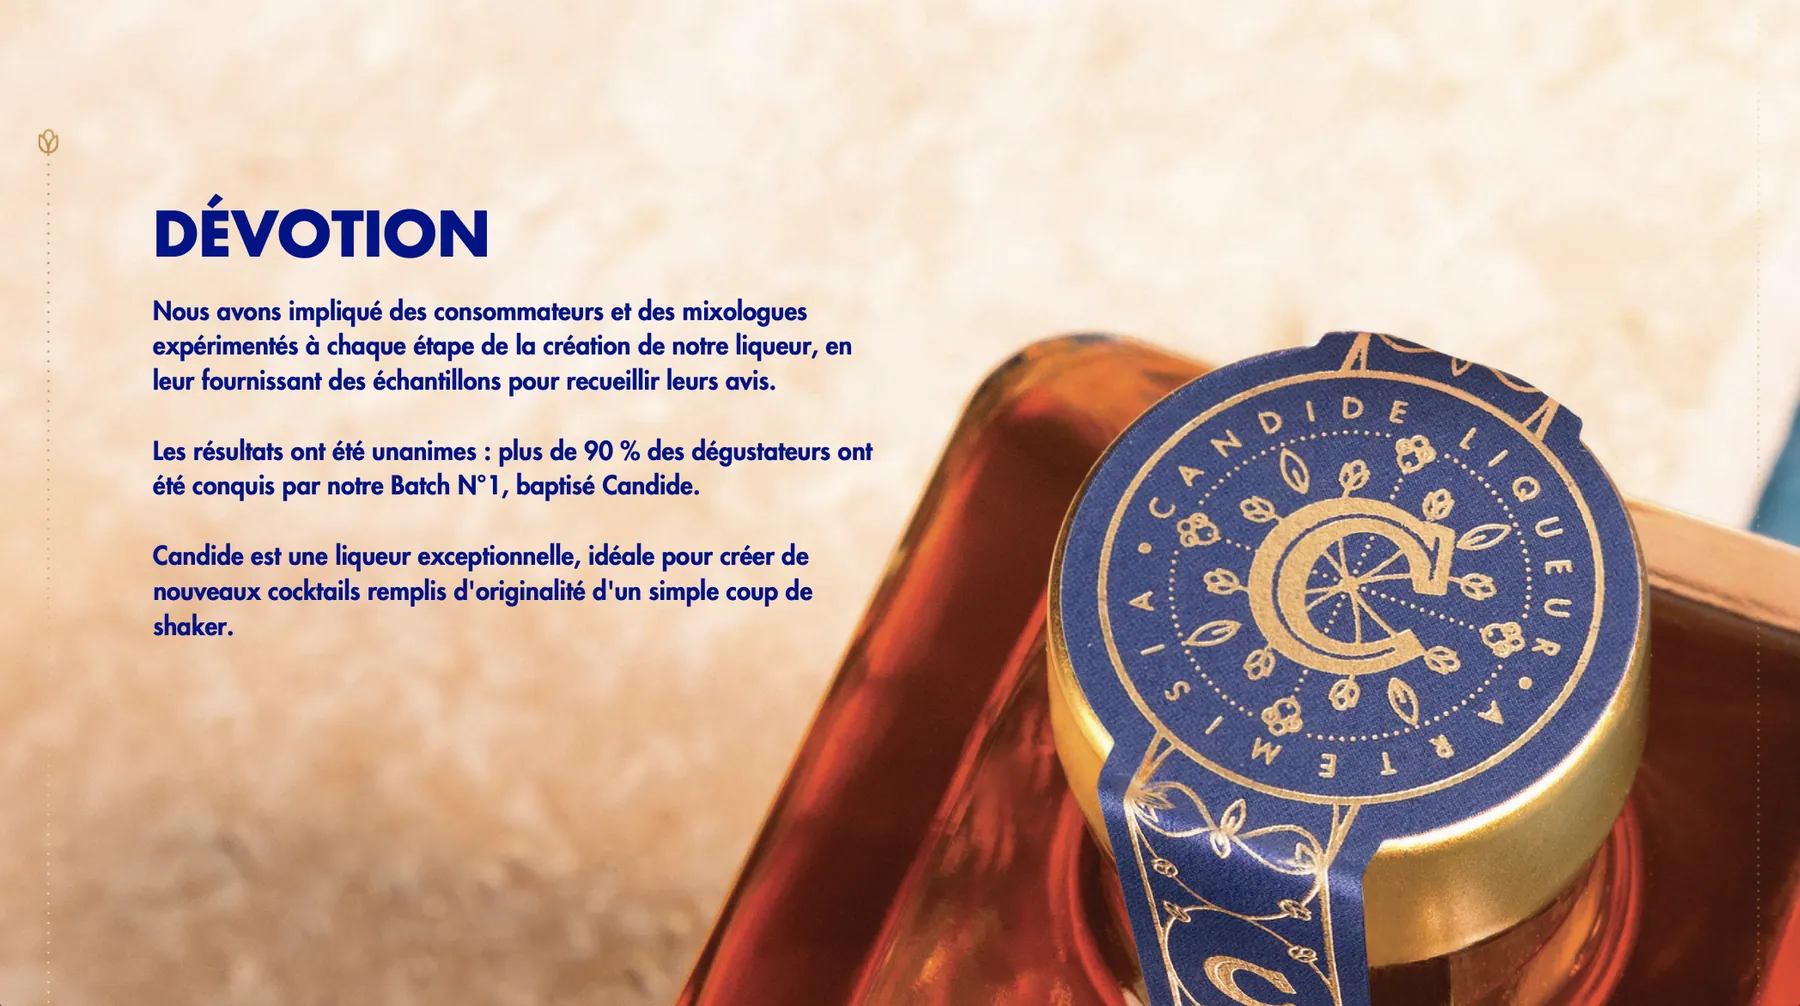 DÉVOTION
Nous avons impliqué des consommateurs et des mixologues
expérimentés à chaque étape de la création de notre liqueur, en
leur fournissant des échantillons pour recueillir leurs avis.
Les résultats ont été unanimes : plus de 90 % des dégustateurs ont
été conquis par notre Batch N°1, baptisé Candide.
Candide est une liqueur exceptionnelle, idéale pour créer de
nouveaux cocktails remplis d'originalité d'un simple coup de
shaker.
CANDIDE LIQUEUR • ARTEMISIA •
C
C